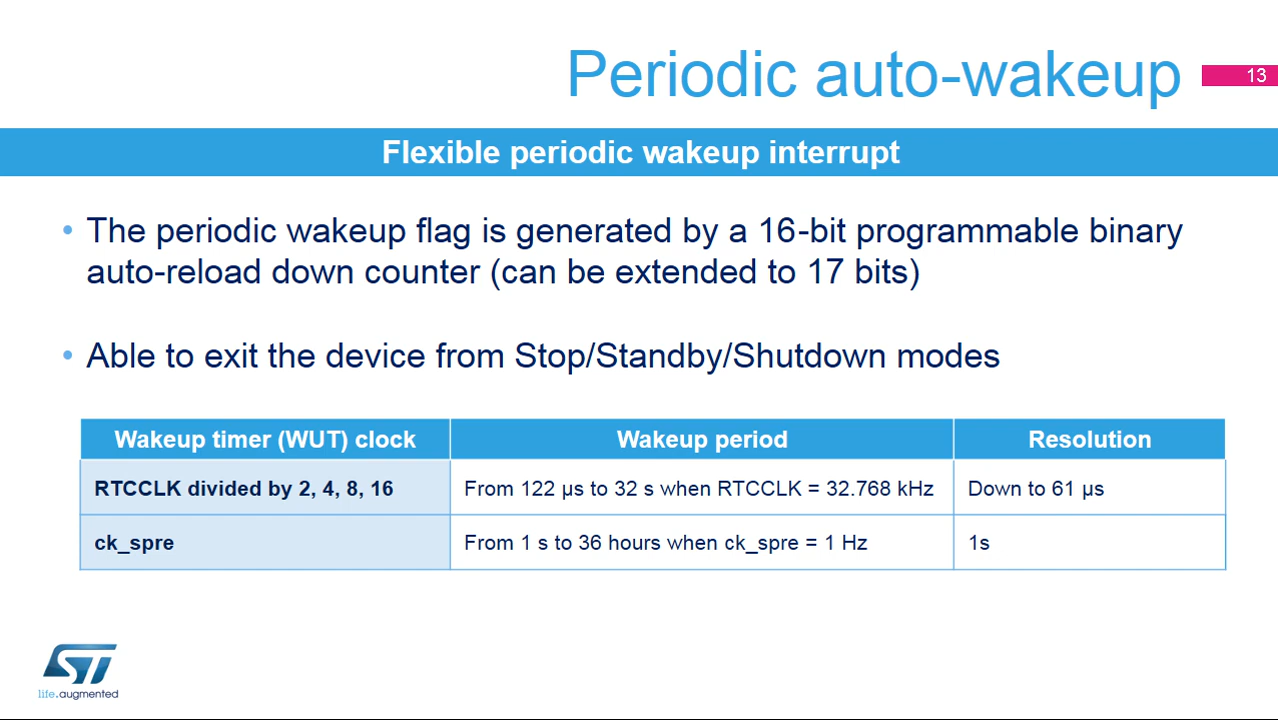 Periodic auto-wakeup
13
Flexible periodic wakeup interrupt
• The periodic wakeup flag is generated by a 16-bit programmable binary
auto-reload down counter (can be extended to 17 bits)
• Able to exit the device from Stop/Standby/Shutdown modes
Wakeup timer (WUT) clock Wakeup period Resolution
RTCCLK divided by 2, 4, 8, 16 From 122 µs to 32 s when RTCCLK = 32.768 kHz Down to 61 µs
ck_spre From 1 s to 36 hours when ck_spre = 1 Hz 1s
ST
life.augmented